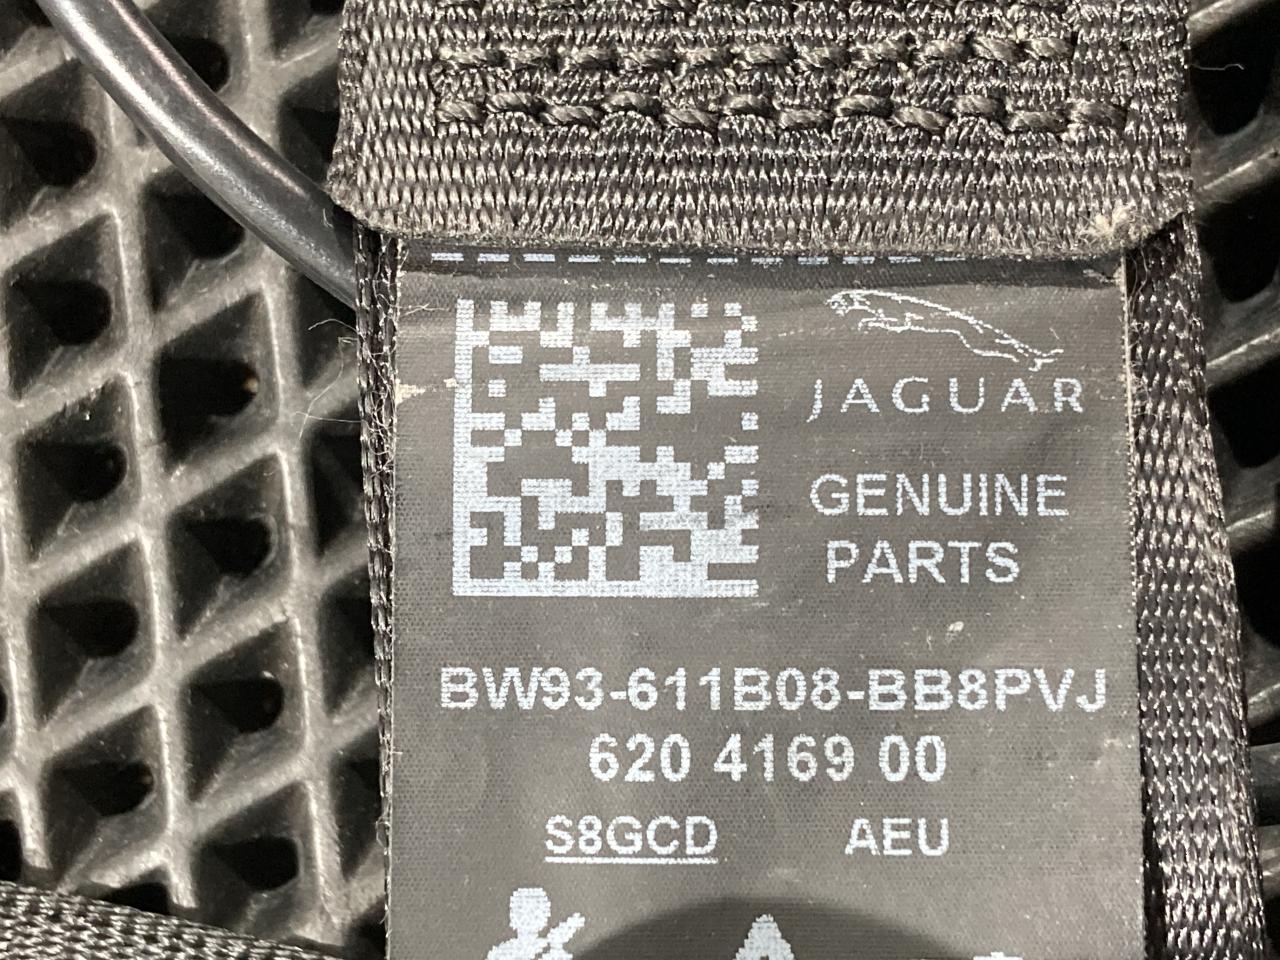 JAGUAR
GENUINE
PARTS
BW93-611B08-BB8PVJ
620 4169 00
S8GCD AEU